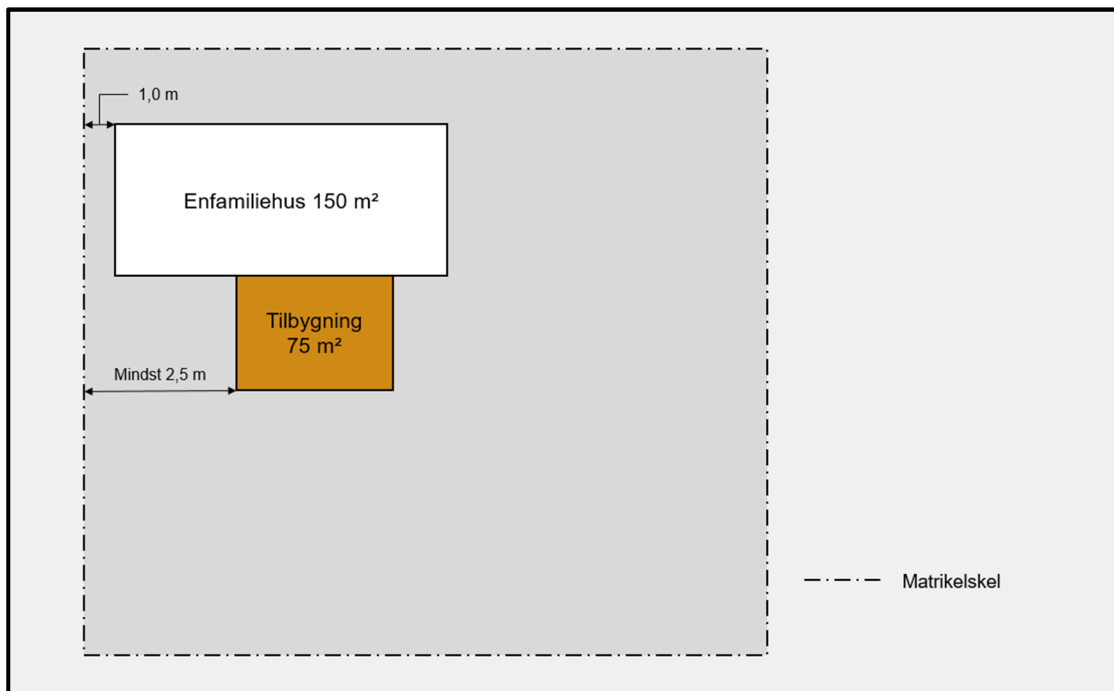 1,0 m
Enfamiliehus 150 m²
Tilbygning
75 m²
Mindst 2,5 m
Matrikelskel